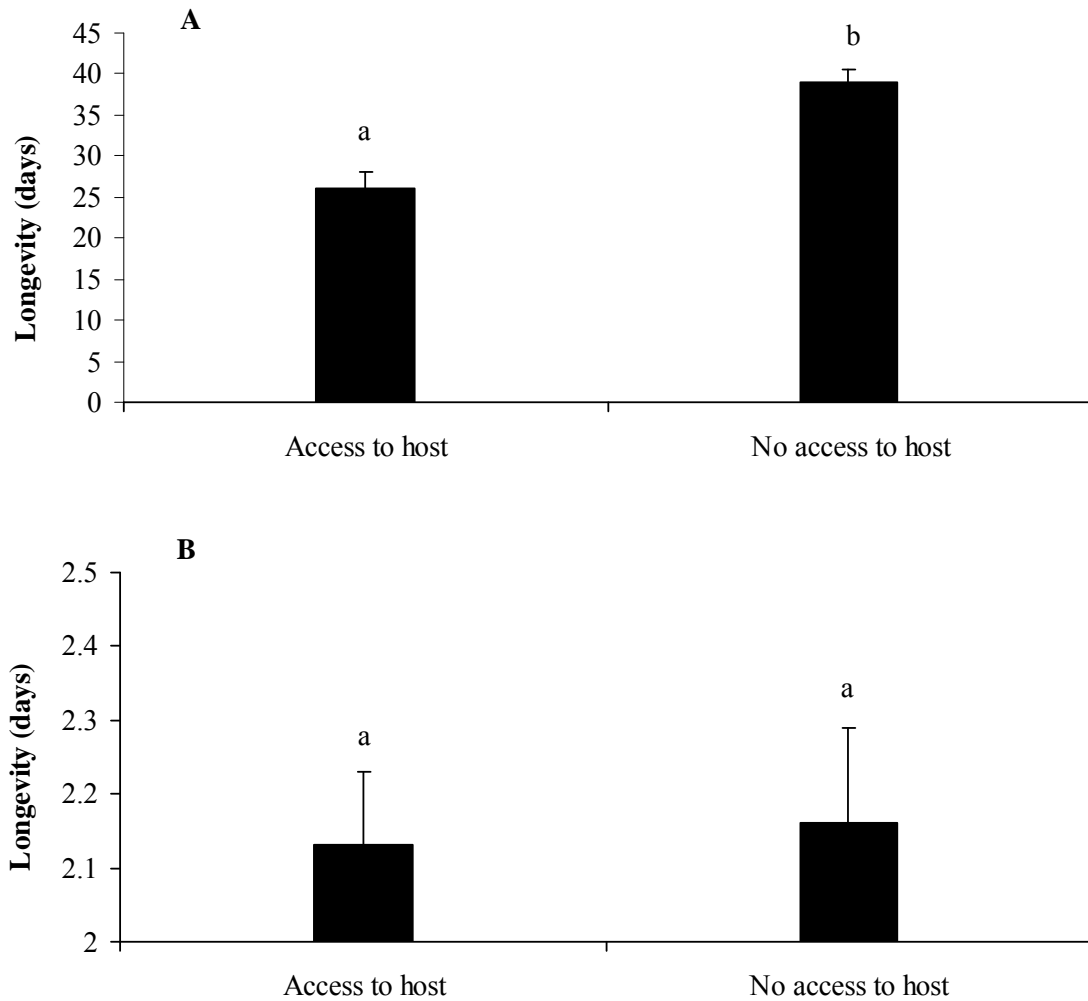 A
45
40
35
30
25
20
15
10
5
0
Longevity (days)
a
b
Access to host
No access to host
B
2.5
2.4
2.3
2.2
2.1
2
Longevity (days)
a
a
Access to host
No access to host